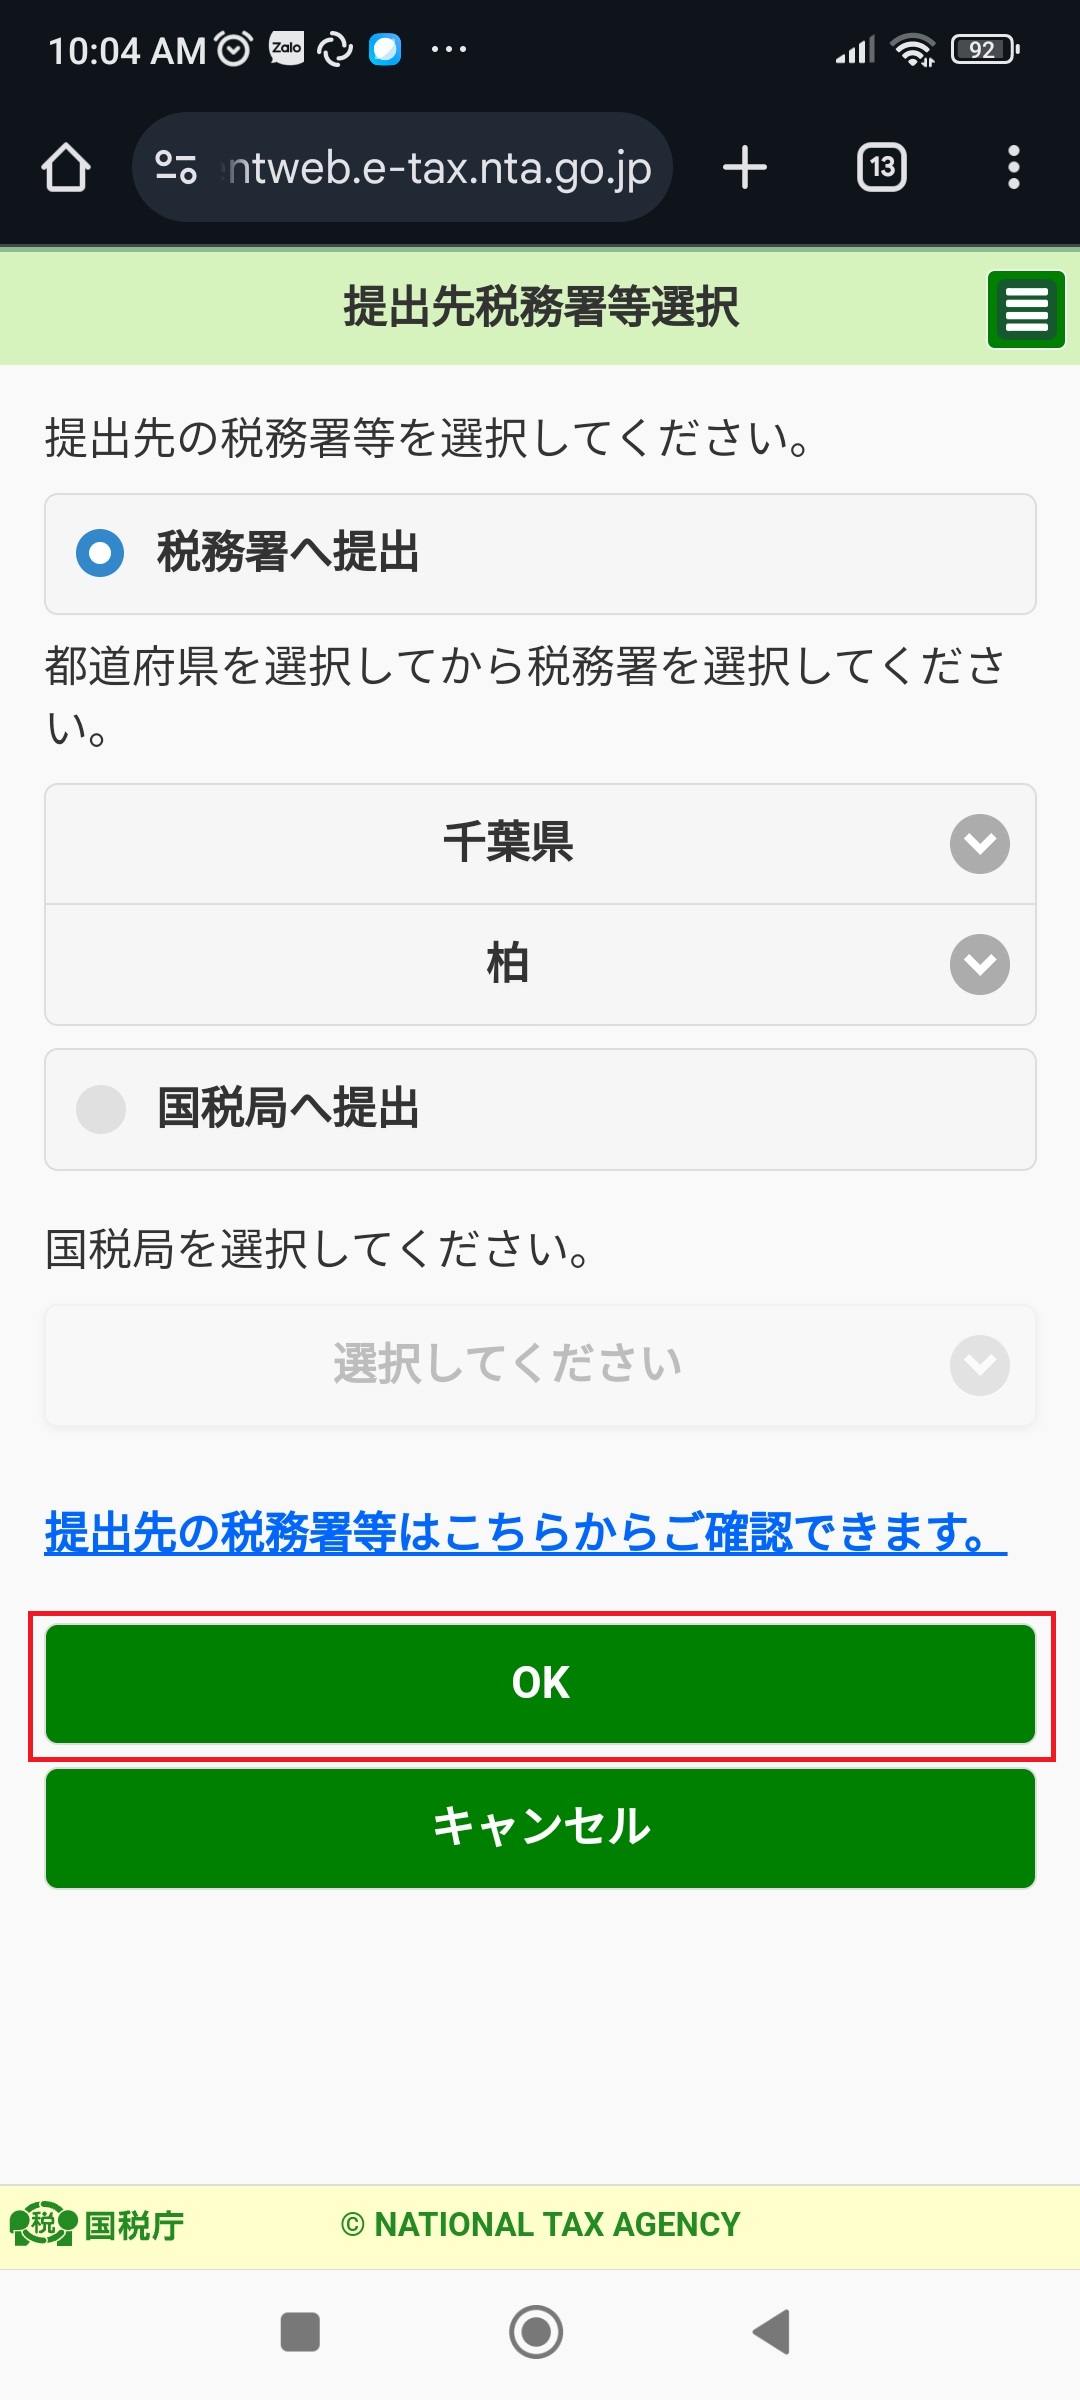 10:04 AM Zalo 92
ntweb.e-tax.nta.go.jp 13
提出先税務署等選択
提出先の税務署等を選択してください。
税務署へ提出
都道府県を選択してから税務署を選択してくださ
い。
千葉県
柏
国税局へ提出
国税局を選択してください。
選択してください
提出先の税務署等はこちらからご確認できます。
OK
キャンセル
税 国税庁 © NATIONAL TAX AGENCY